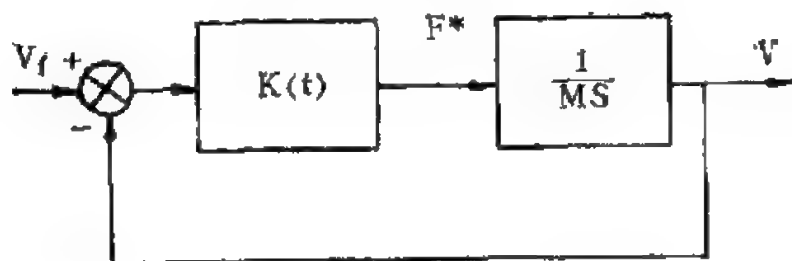 F*
V_f +
K(t)
1
MS
V
-